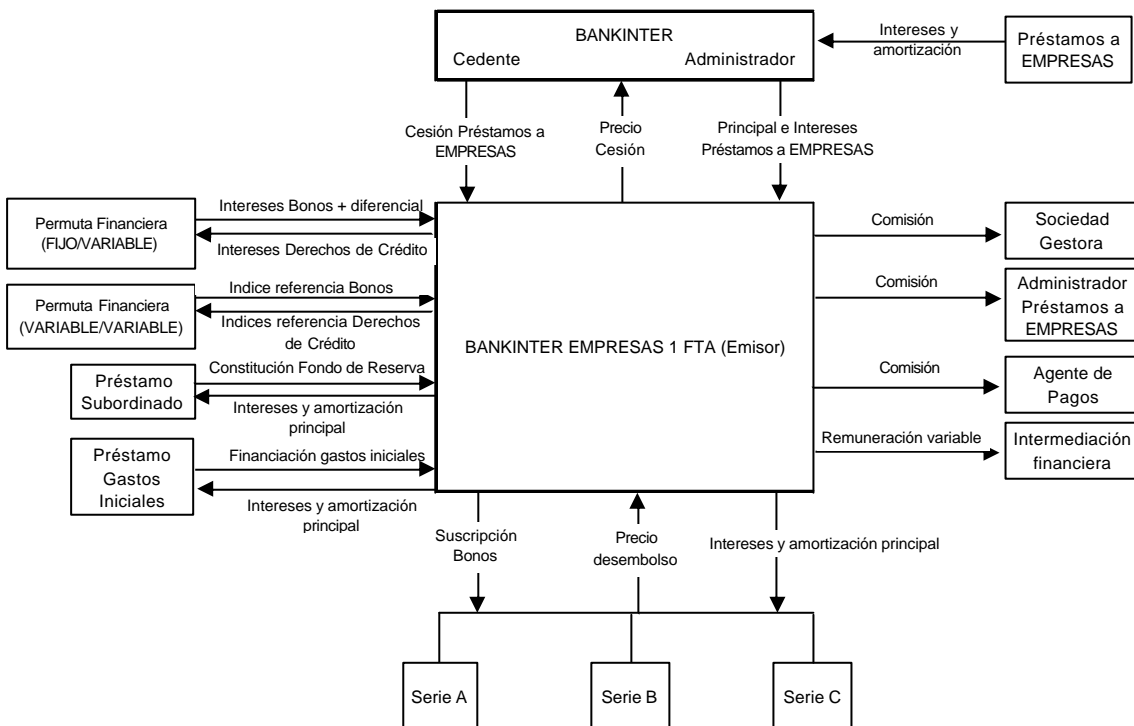 BANKINTER
Cedente
Administrador
Intereses y
amortización
Préstamos a
EMPRESAS
Cesión Préstamos a
EMPRESAS
Precio
Cesión
Principal e Intereses
Préstamos a EMPRESAS
Permuta Financiera
(FIJO/VARIABLE)
Intereses Bonos + diferencial
Intereses Derechos de Crédito
Permuta Financiera
(VARIABLE/VARIABLE)
Indice referencia Bonos
Indices referencia Derechos
de Crédito
Préstamo
Subordinado
Constitución Fondo de Reserva
Intereses y amortización
principal
Préstamo
Gastos
Iniciales
Financiación gastos iniciales
Intereses y amortización
principal
BANKINTER EMPRESAS 1 FTA (Emisor)
Comisión
Sociedad
Gestora
Comisión
Administrador
Préstamos a
EMPRESAS
Comisión
Agente de
Pagos
Remuneración variable
Intermediación
financiera
Suscripción
Bonos
Precio
desembolso
Intereses y amortización principal
Serie A
Serie B
Serie C